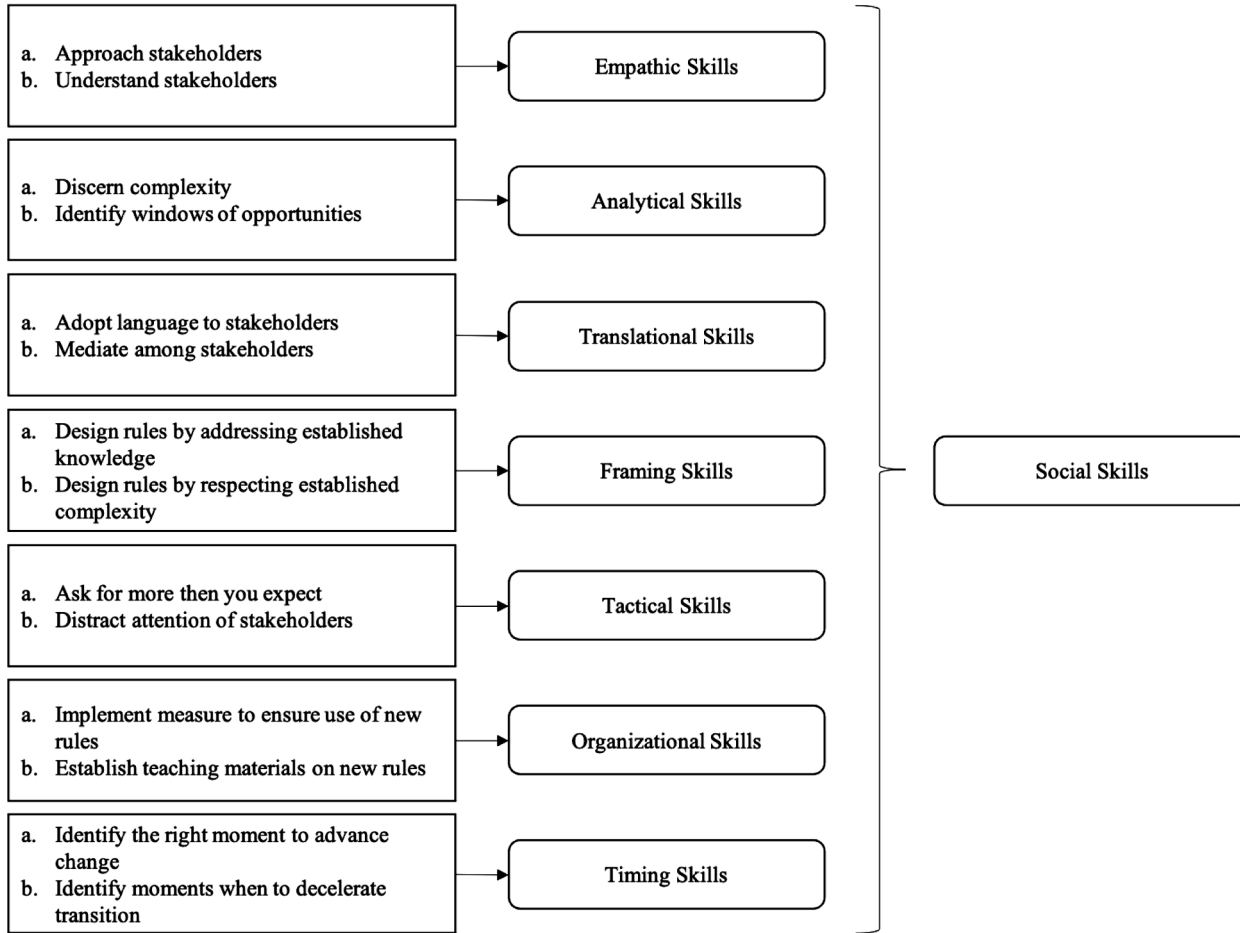 a. Approach stakeholders
b. Understand stakeholders
Empathic Skills
a. Discern complexity
b. Identify windows of opportunities
Analytical Skills
a. Adopt language to stakeholders
b. Mediate among stakeholders
Translational Skills
a. Design rules by addressing established
knowledge
b. Design rules by respecting established
complexity
Framing Skills
a. Ask for more then you expect
b. Distract attention of stakeholders
Tactical Skills
a. Implement measure to ensure use of new
rules
b. Establish teaching materials on new rules
Organizational Skills
a. Identify the right moment to advance
change
b. Identify moments when to decelerate
transition
Timing Skills
Social Skills